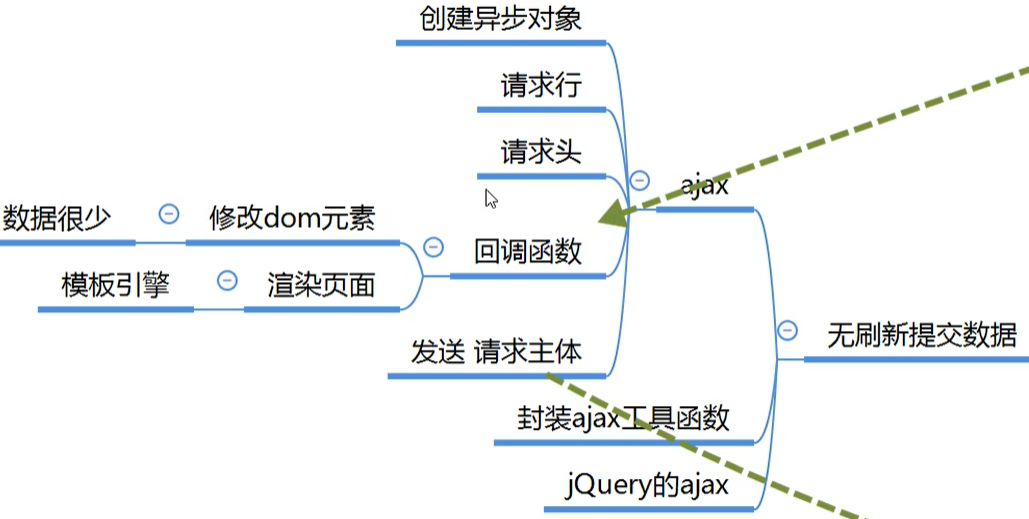 创建异步对象
请求行
请求头
ajax
数据很少
修改dom元素
回调函数
模板引擎
渲染页面
无刷新提交数据
发送 请求主体
封装ajax工具函数
jQuery的ajax